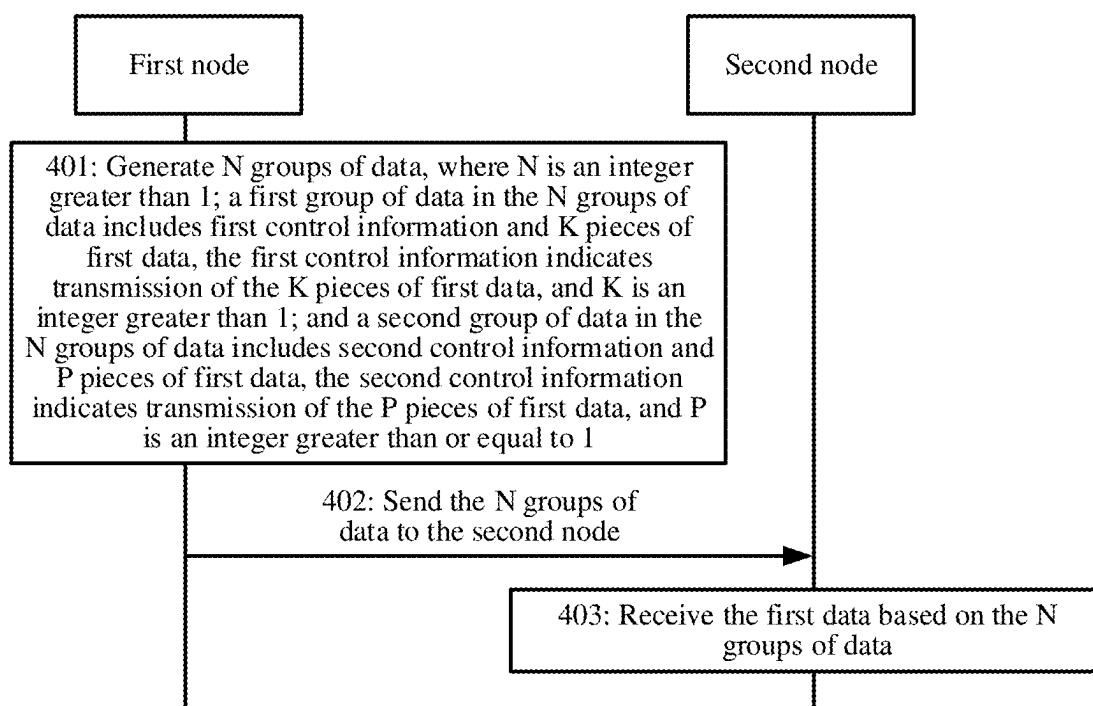 First node
Second node
401: Generate N groups of data, where N is an integer
greater than 1; a first group of data in the N groups of
data includes first control information and K pieces of
first data, the first control information indicates
transmission of the K pieces of first data, and K is an
integer greater than 1; and a second group of data in the
N groups of data includes second control information and
P pieces of first data, the second control information
indicates transmission of the P pieces of first data, and P
is an integer greater than or equal to 1
402: Send the N groups of
data to the second node
403: Receive the first data based on the N
groups of data